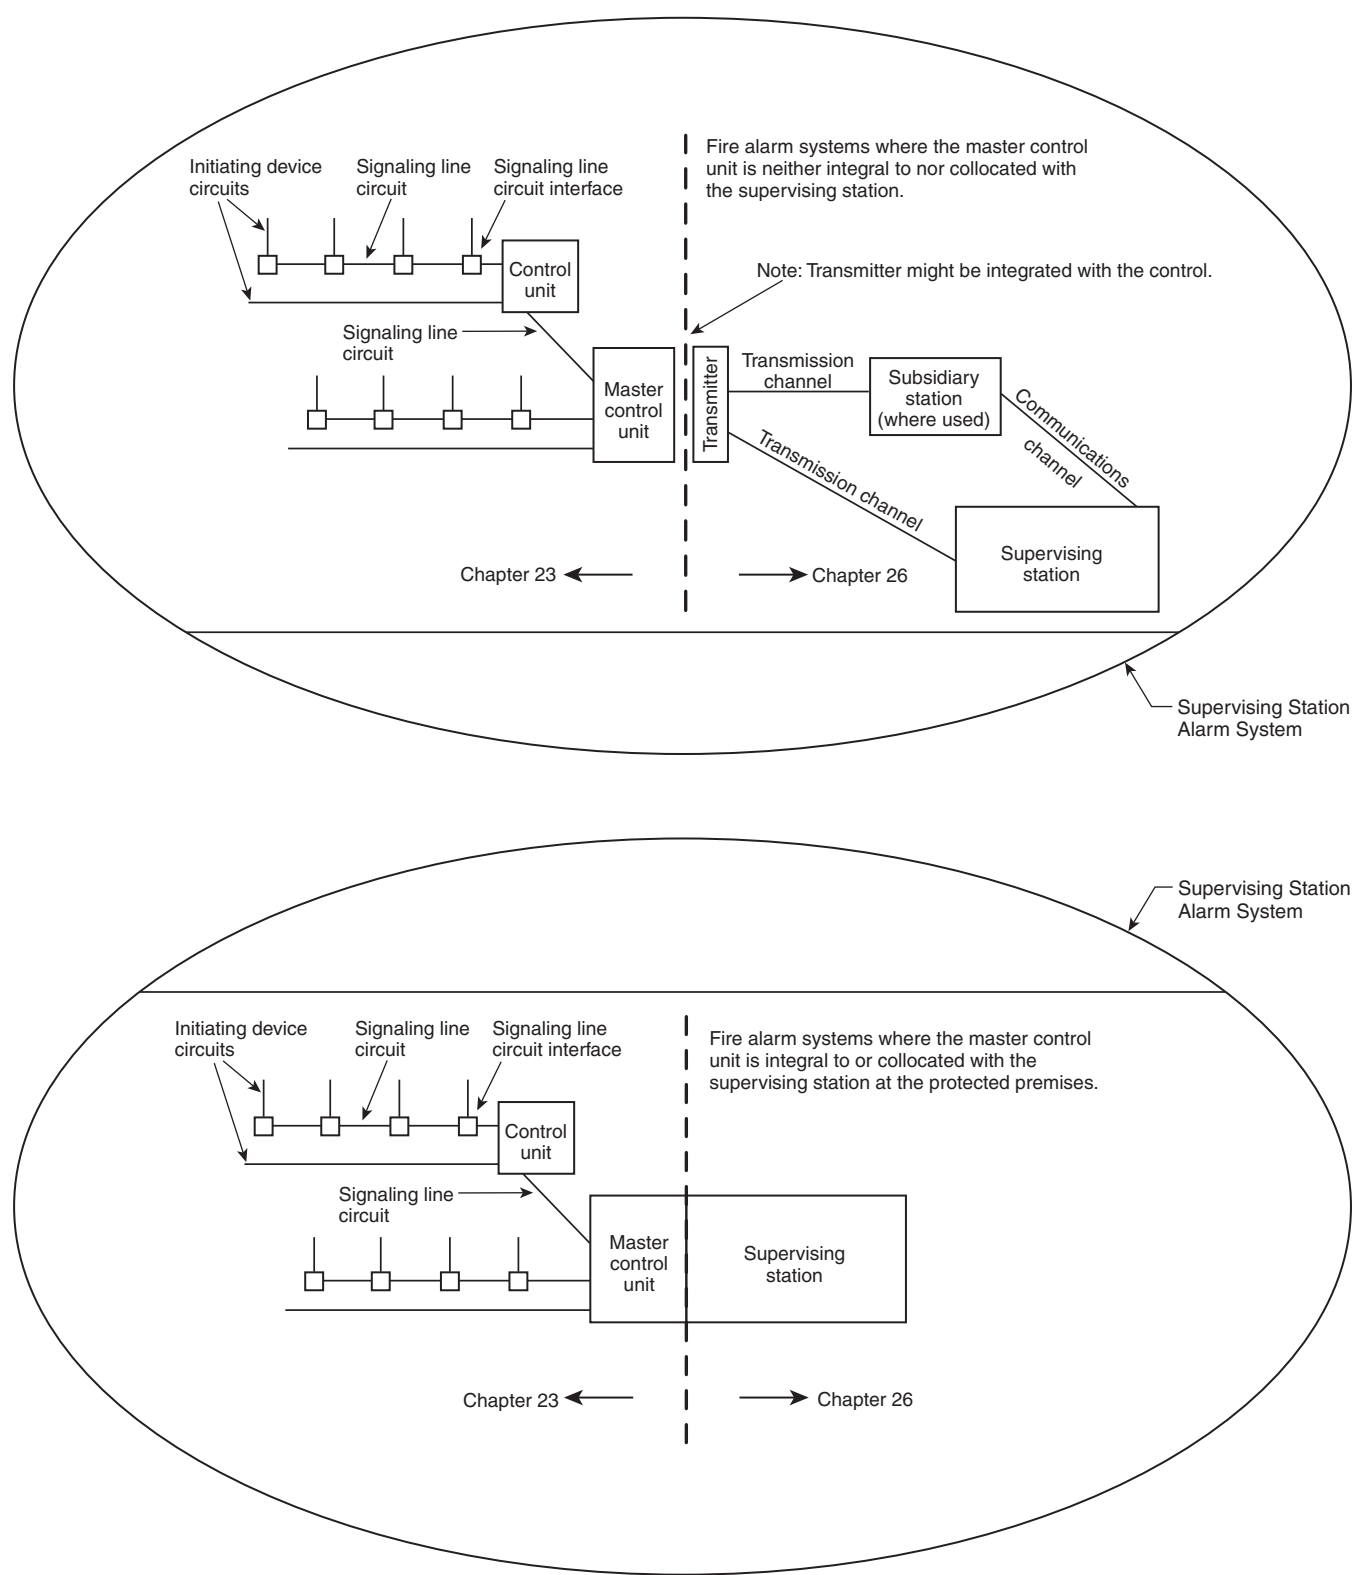 Initiating device
circuits
Signaling line
circuit
Signaling line
circuit interface
Fire alarm systems where the master control
unit is neither integral to nor collocated with
the supervising station.
Control
unit
Note: Transmitter might be integrated with the control.
Signaling line
circuit
Master
control
unit
Transmitter
Transmission
channel
Subsidiary
station
(where used)
Communications
channel
Transmission channel
Supervising
station
Chapter 23
Chapter 26
Supervising Station
Alarm System
Supervising Station
Alarm System
Initiating device
circuits
Signaling line
circuit
Signaling line
circuit interface
Fire alarm systems where the master control
unit is integral to or collocated with the
supervising station at the protected premises.
Control
unit
Signaling line
circuit
Master
control
unit
Supervising
station
Chapter 23
Chapter 26